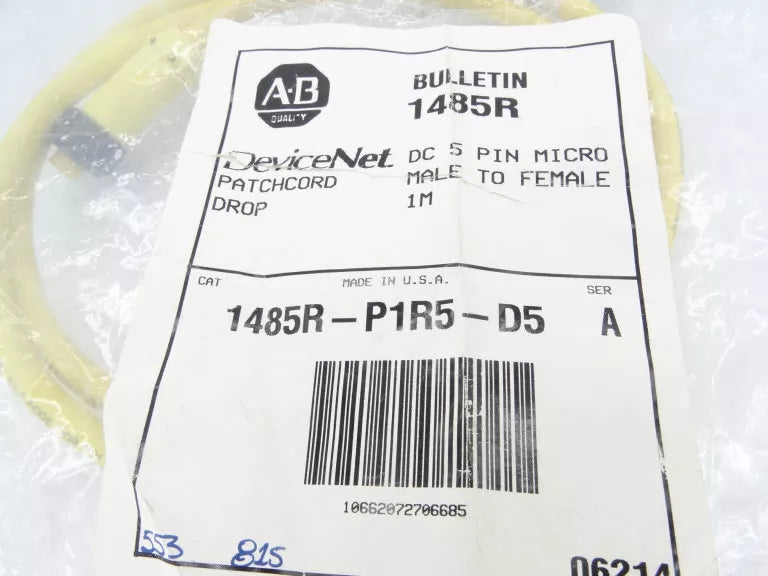 A-B
QUALITY
BULLETIN
1485R
DeviceNet DC 5 PIN MICRO
PATCHCORD MALE TO FEMALE
DROP 1M
CAT MADE IN U.S.A. SER
1485R-P1R5-D5 A
10662072706685
553 815
06214